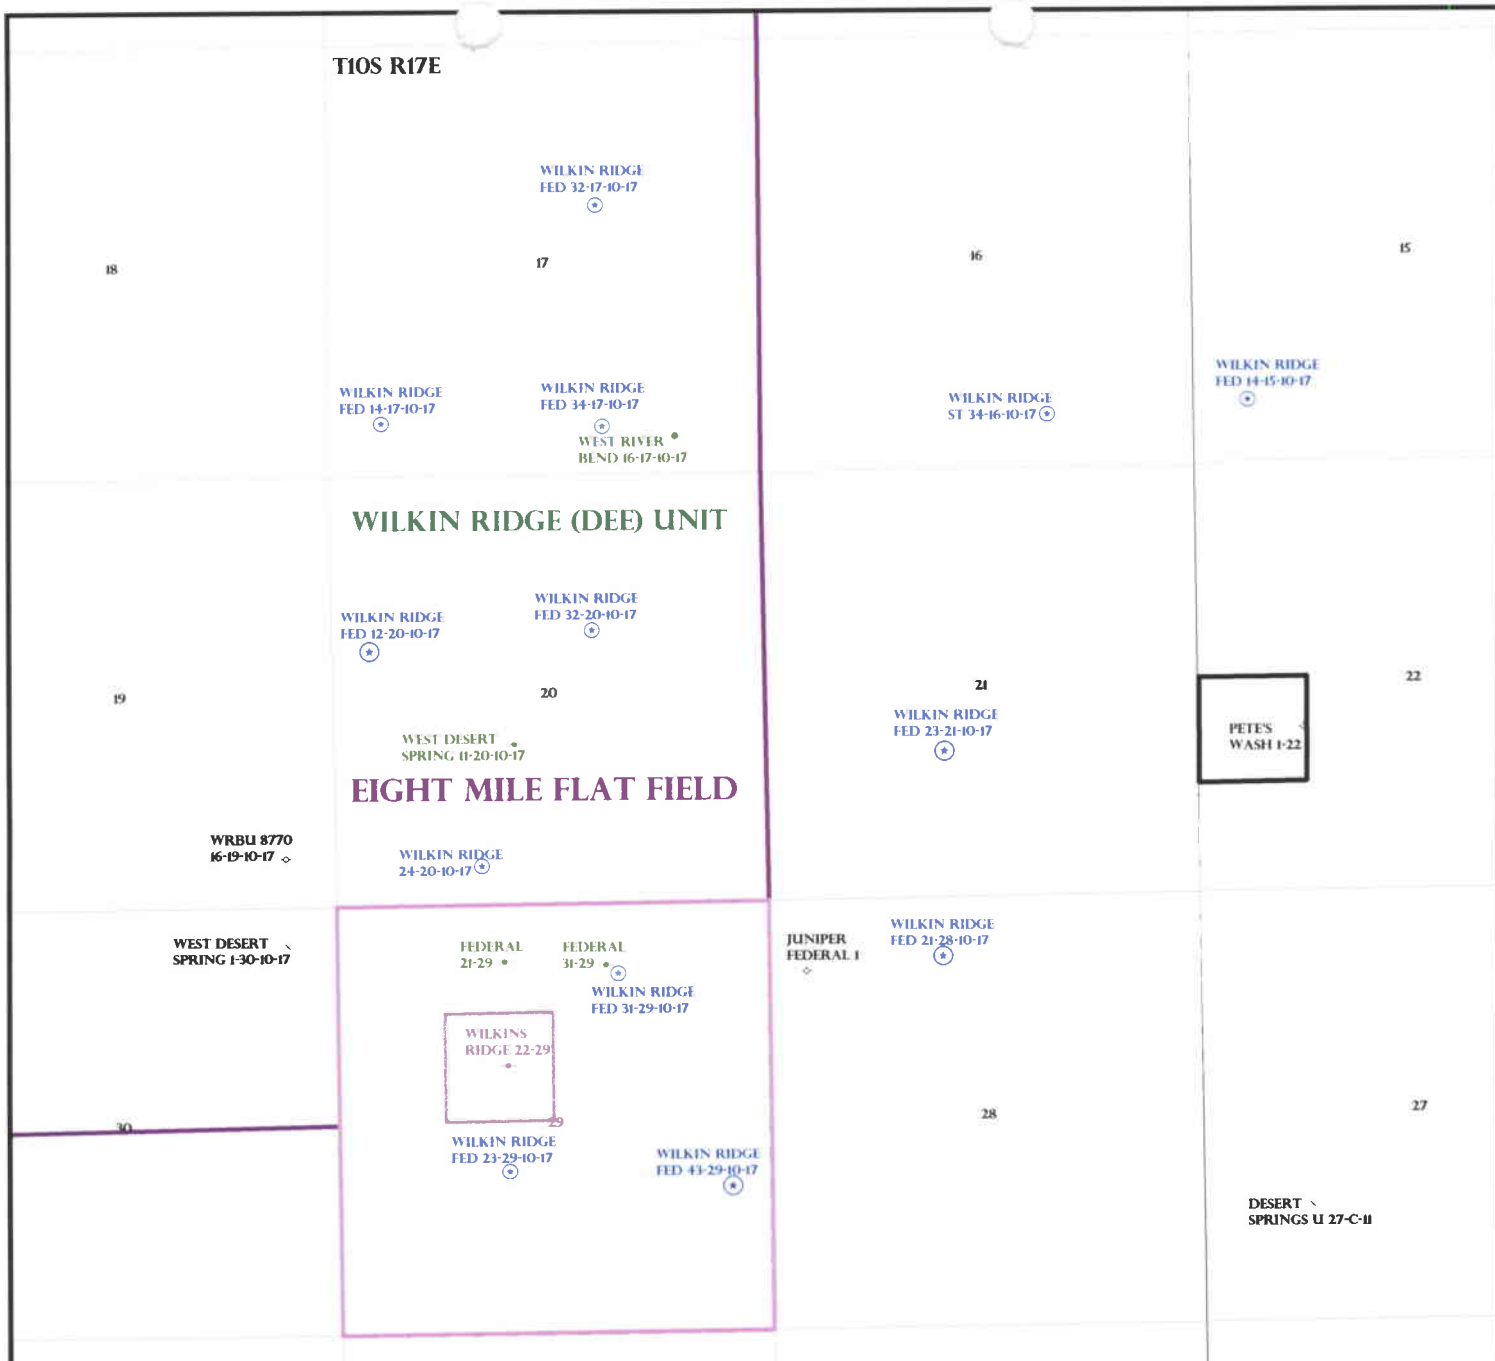 T10S R17E
WILKIN RIDGE
FED 32-17-10-17
18
17
16
15
WILKIN RIDGE
FED 14-17-10-17
WILKIN RIDGE
FED 34-17-10-17
WEST RIVER
BEND 16-17-10-17
WILKIN RIDGE
ST 34-16-10-17
WILKIN RIDGE
FED 14-15-10-17
WILKIN RIDGE (DEE) UNIT
WILKIN RIDGE
FED 12-20-10-17
WILKIN RIDGE
FED 32-20-10-17
19
20
21
22
WEST DESERT
SPRING 11-20-10-17
WILKIN RIDGE
FED 23-21-10-17
PETE'S
WASH 1-22
EIGHT MILE FLAT FIELD
WRBU 8770
16-19-10-17
WILKIN RIDGE
24-20-10-17
WEST DESERT
SPRING 1-30-10-17
FEDERAL
21-29
FEDERAL
31-29
WILKIN RIDGE
FED 31-29-10-17
JUNIPER
FEDERAL 1
WILKIN RIDGE
FED 21-28-10-17
WILKINS
RIDGE 22-29
30
29
28
27
WILKIN RIDGE
FED 23-29-10-17
WILKIN RIDGE
FED 43-29-10-17
DESERT
SPRINGS U 27-C-11